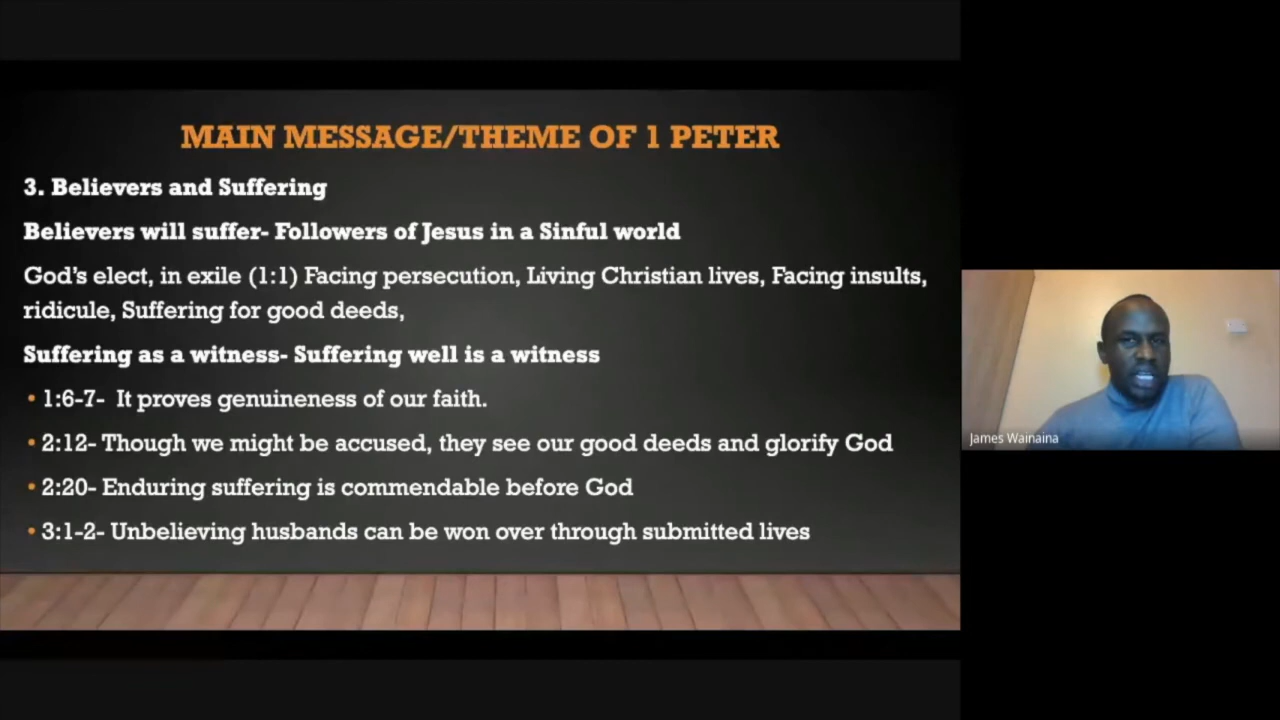 MAIN MESSAGE/THEME OF 1 PETER
3. Believers and Suffering
Believers will suffer- Followers of Jesus in a Sinful world
God's elect, in exile (1:1) Facing persecution, Living Christian lives, Facing insults,
ridicule, Suffering for good deeds,
Suffering as a witness- Suffering well is a witness
• 1:6-7- It proves genuineness of our faith.
• 2:12- Though we might be accused, they see our good deeds and glorify God
• 2:20- Enduring suffering is commendable before God
• 3:1-2- Unbelieving husbands can be won over through submitted lives
James Wainaina